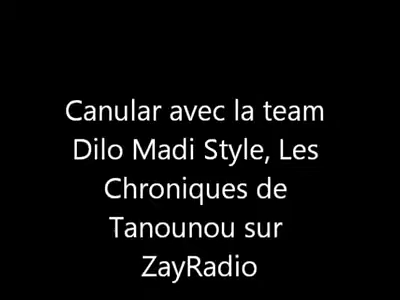 Canular avec la team
Dilo Madi Style, Les
Chroniques de
Tanounou sur
ZayRadio